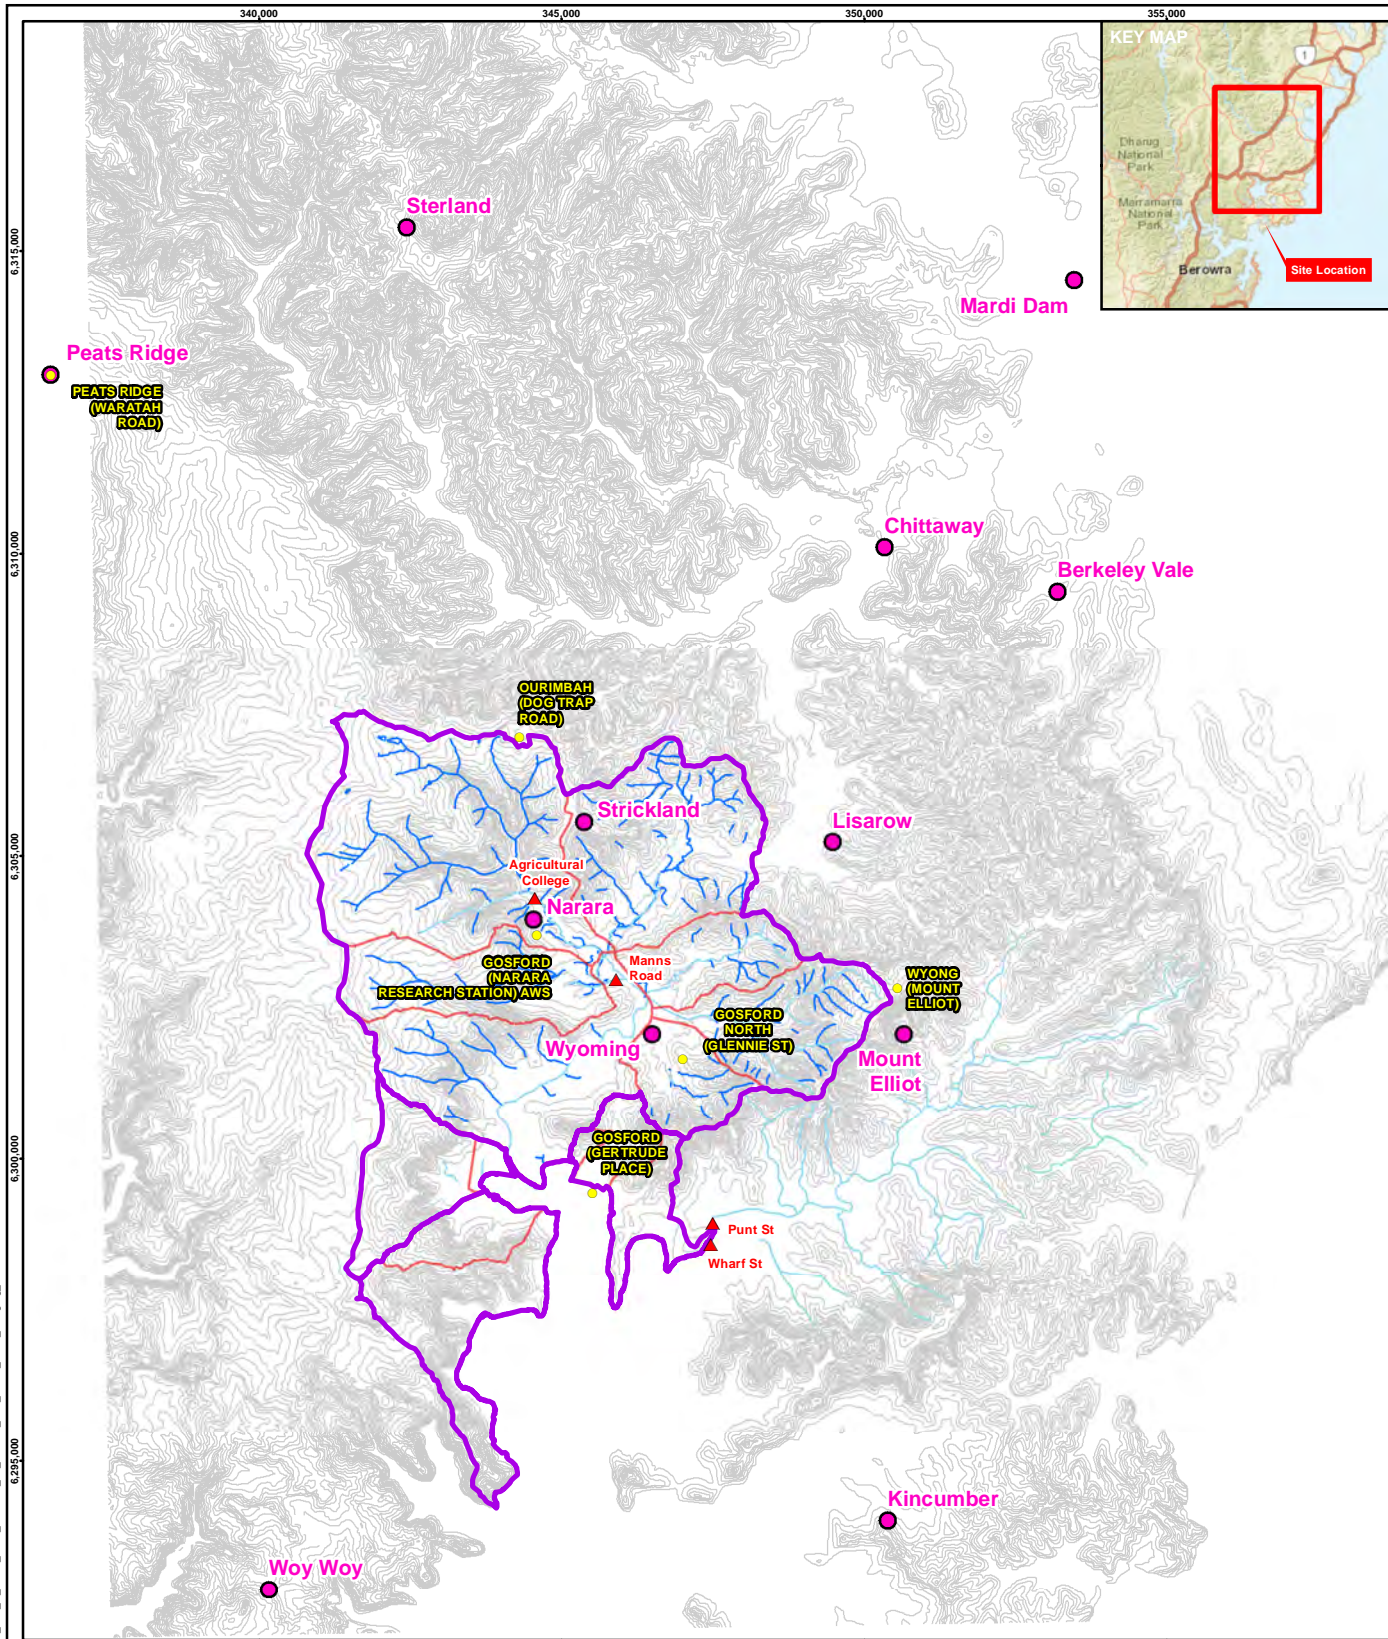 340,000
345,000
350,000
355,000
KEY MAP
1
Dharug
National
Park
Marramarra
National
Park
Berowra
Site Location
6,315,000
6,310,000
6,305,000
6,300,000
6,295,000
Sterland
Mardi Dam
Peats Ridge
PEATS RIDGE
(WARATAH
ROAD)
Chittaway
Berkeley Vale
OURIMBAH
(DOG TRAP
ROAD)
Strickland
Lisarow
Agricultural
College
Narara
GOSFORD
(NARARA
RESEARCH STATION) AWS
Manns
Road
WYONG
(MOUNT
ELLIOT)
GOSFORD
NORTH
(GLENNIE ST)
Wyoming
Mount
Elliot
GOSFORD
(GERTRUDE
PLACE)
Punt St
Wharf St
Kincumber
Woy Woy